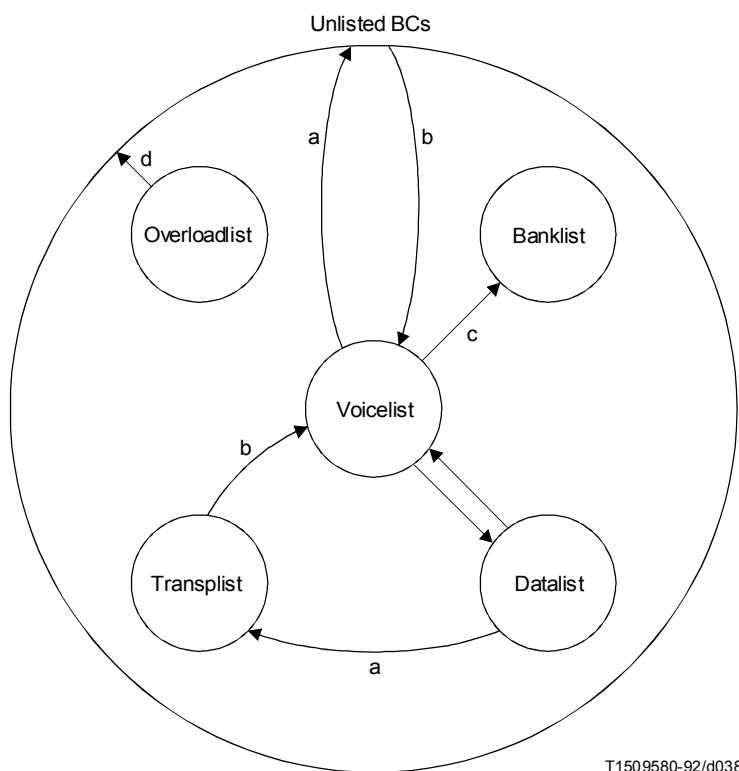 Unlisted BCs
a
b
d
Overloadlist
Banklist
c
Voicelist
b
Transplist
Datalist
a
T1509580-92/d038